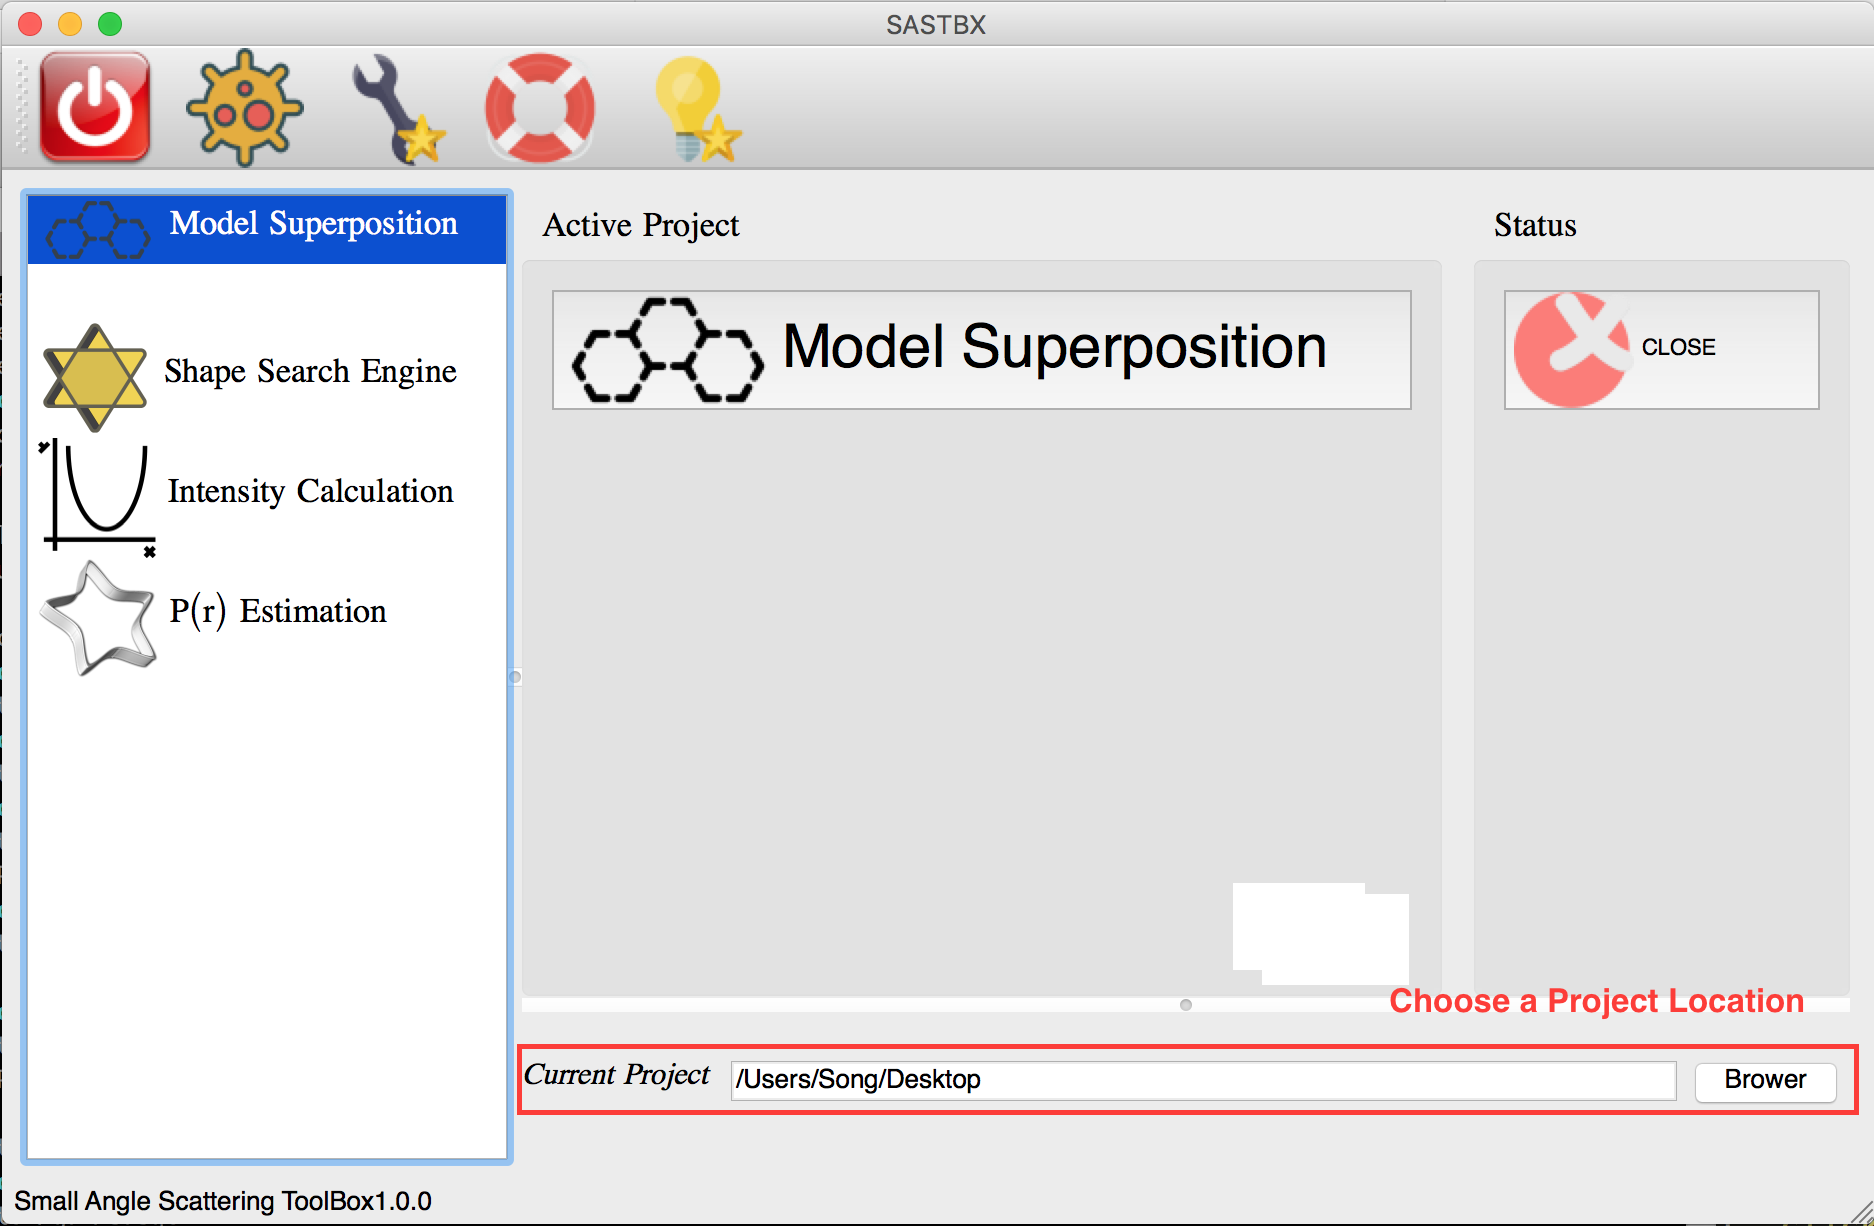 SASTBX
Model Superposition
Shape Search Engine
Intensity Calculation
P(r) Estimation
Active Project
Model Superposition
Status
CLOSE
Choose a Project Location
Current Project /Users/Song/Desktop Brower
Small Angle Scattering ToolBox1.0.0